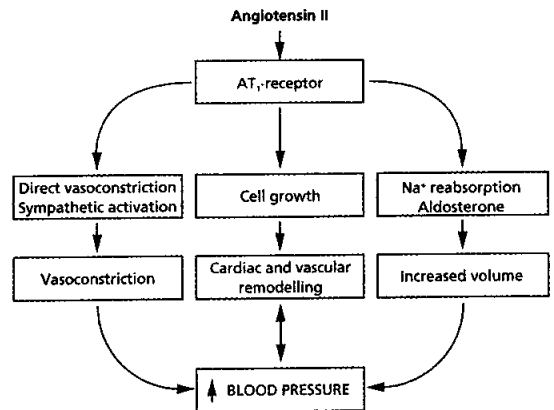 Angiotensin II
AT₁-receptor
Direct vasoconstriction
Sympathetic activation
Cell growth
Na⁺ reabsorption
Aldosterone
Vasoconstriction
Cardiac and vascular
remodelling
Increased volume
BLOOD PRESSURE